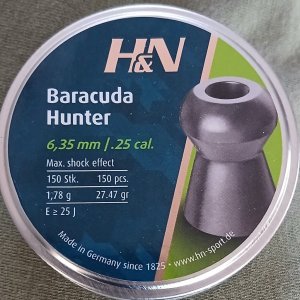 H&N
Baracuda
Hunter
6,35 mm / .25 cal.
Max. shock effect
150 Stk. 150 pcs.
1,78 g 27.47 gr
E ≥ 25 J
Made in Germany since 1825 • www.hn-sport.de